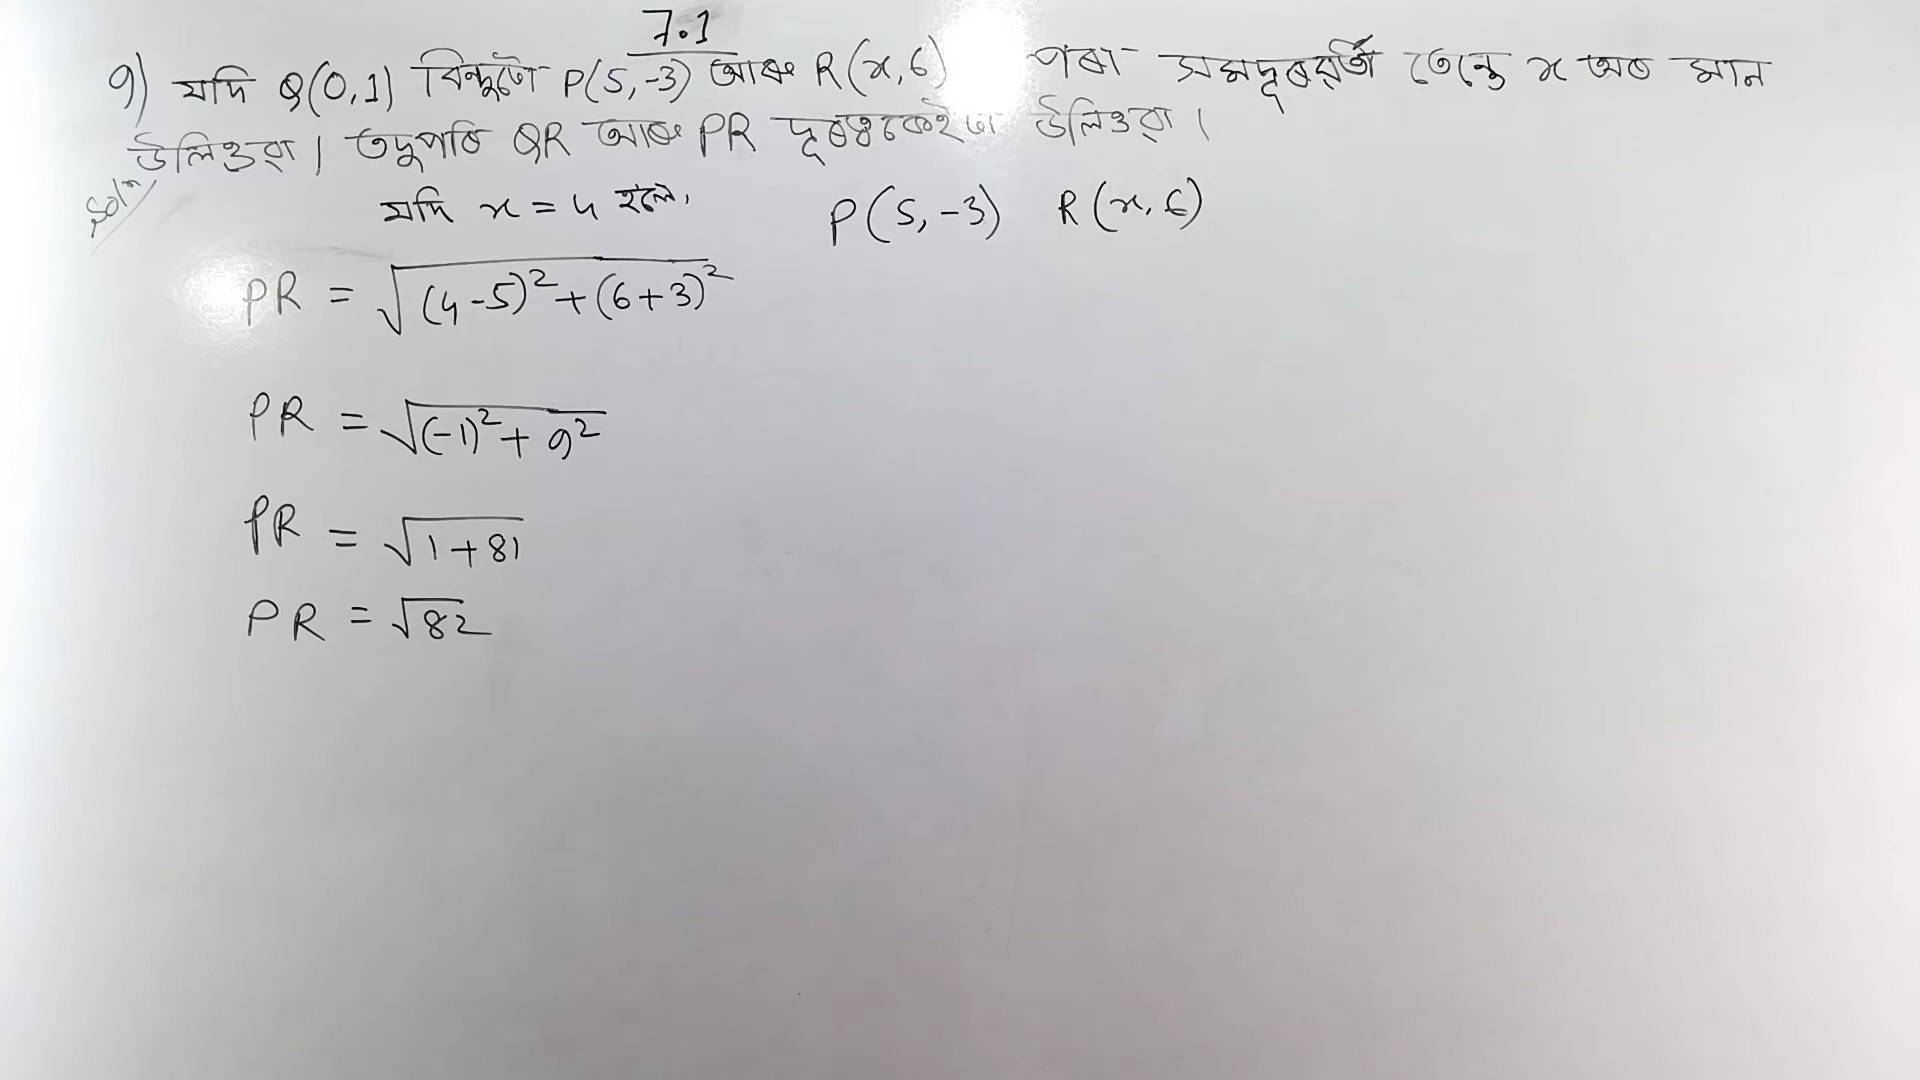 7.1
9) যদি Q(0,1) বিন্দুটো P(5,-3) আৰু R(x,6) পৰা সমদূৰৱৰ্তী তেন্তে x অৰ মান
উলিওৱা। তদুপৰি QR আৰু PR দূৰত্বকেইটা উলিওৱা।
Solⁿ যদি x = 4 হলে, P(5,-3) R(x,6)
PR = √((4-5)²+(6+3)²)
PR = √((-1)²+9²)
PR = √(1+81)
PR = √82